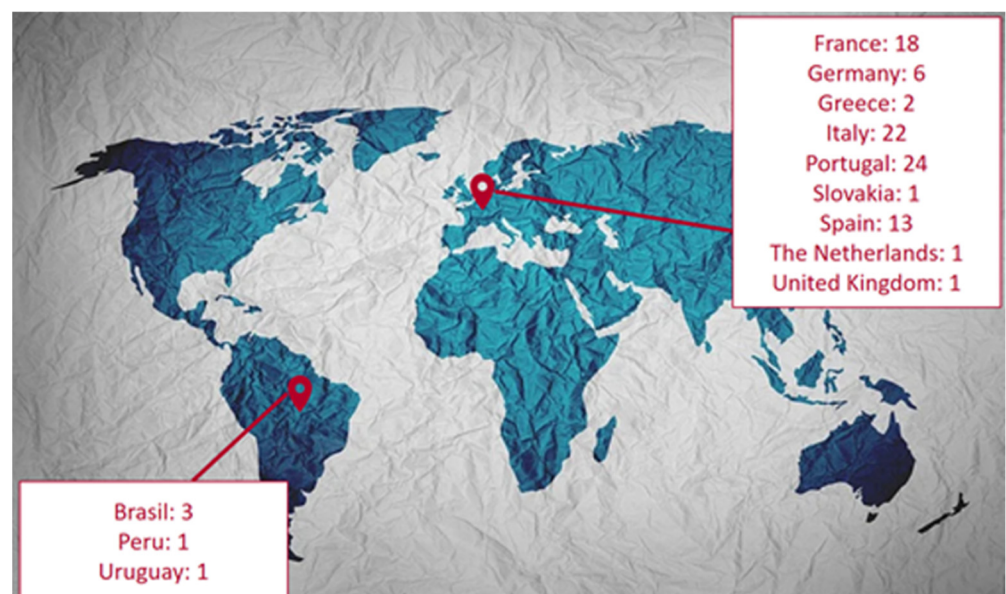 France: 18
Germany: 6
Greece: 2
Italy: 22
Portugal: 24
Slovakia: 1
Spain: 13
The Netherlands: 1
United Kingdom: 1
Brasil: 3
Peru: 1
Uruguay: 1